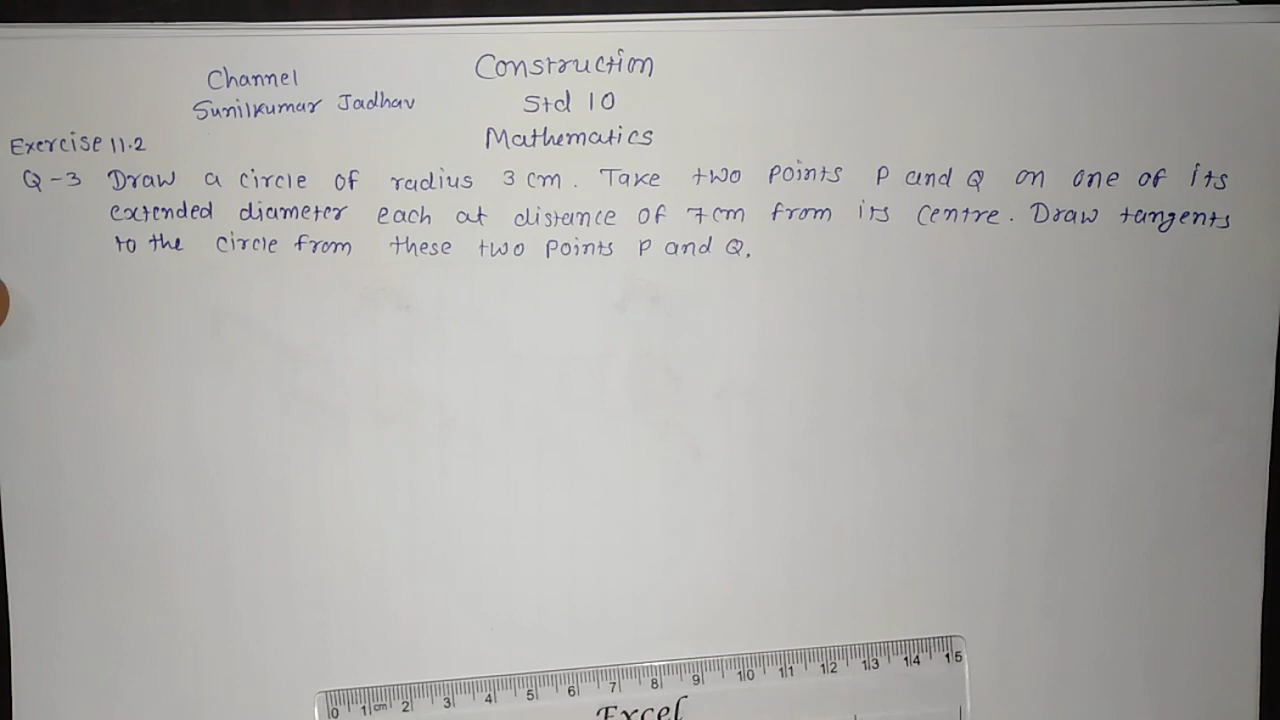 Channel
Sunilkumar Jadhav
Construction
Std 10
Mathematics
Exercise 11.2
Q-3 Draw a circle of radius 3 cm. Take two points P and Q on one of its
extended diameter each at distance of 7cm from its centre. Draw tangents
to the circle from these two points P and Q.
0 1 cm 2 3 4 5 6 7 8 9 10 11 12 13 14 15
Excel